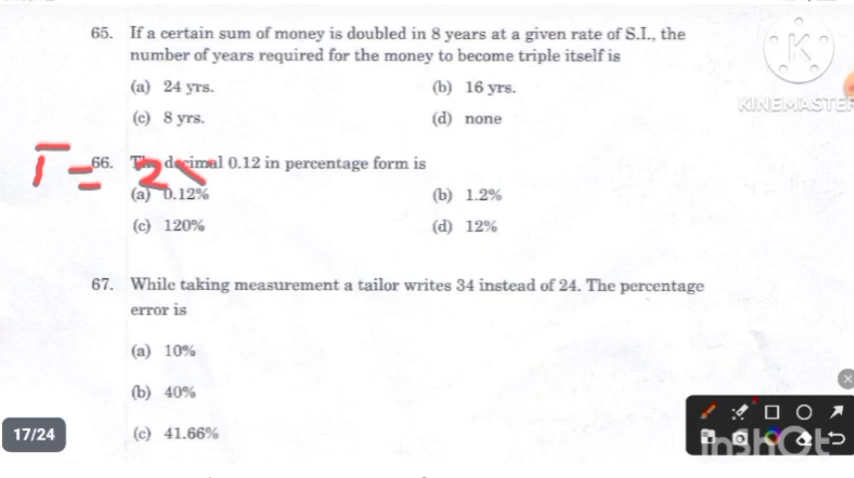 65. If a certain sum of money is doubled in 8 years at a given rate of S.I., the
number of years required for the money to become triple itself is
(a) 24 yrs. (b) 16 yrs.
(c) 8 yrs. (d) none
KINEMASTER
66. The decimal 0.12 in percentage form is
(a) 0.12% (b) 1.2%
(c) 120% (d) 12%
67. While taking measurement a tailor writes 34 instead of 24. The percentage
error is
(a) 10%
(b) 40%
17/24
(c) 41.66%
InShOt